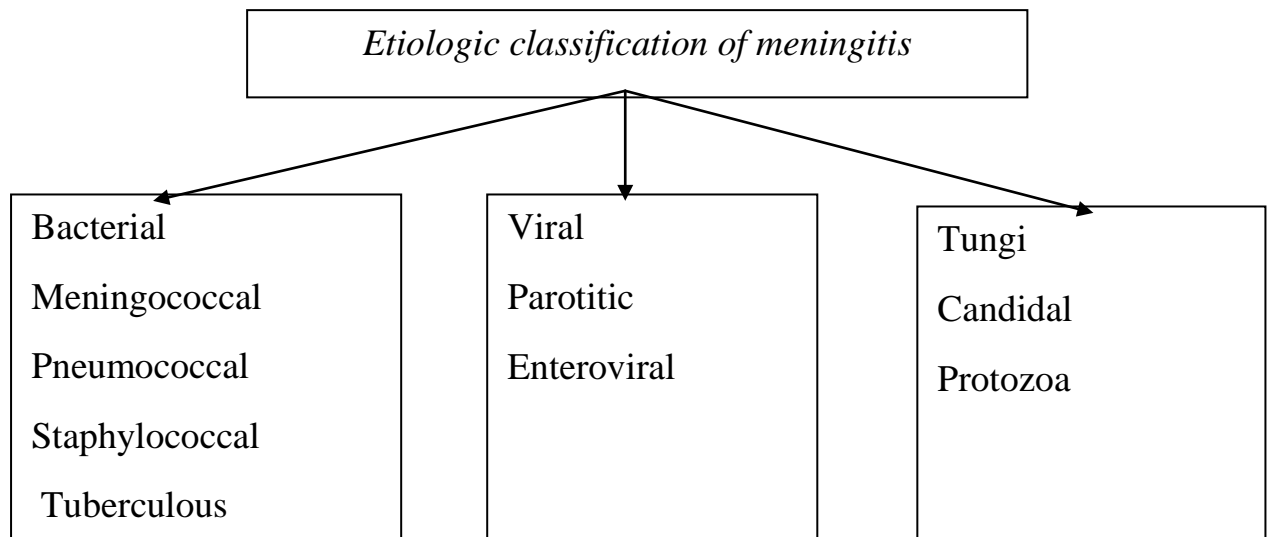 Etiologic classification of meningitis
Bacterial
Meningococcal
Pneumococcal
Staphylococcal
Tuberculous
Viral
Parotitic
Enteroviral
Tungi
Candidal
Protozoa